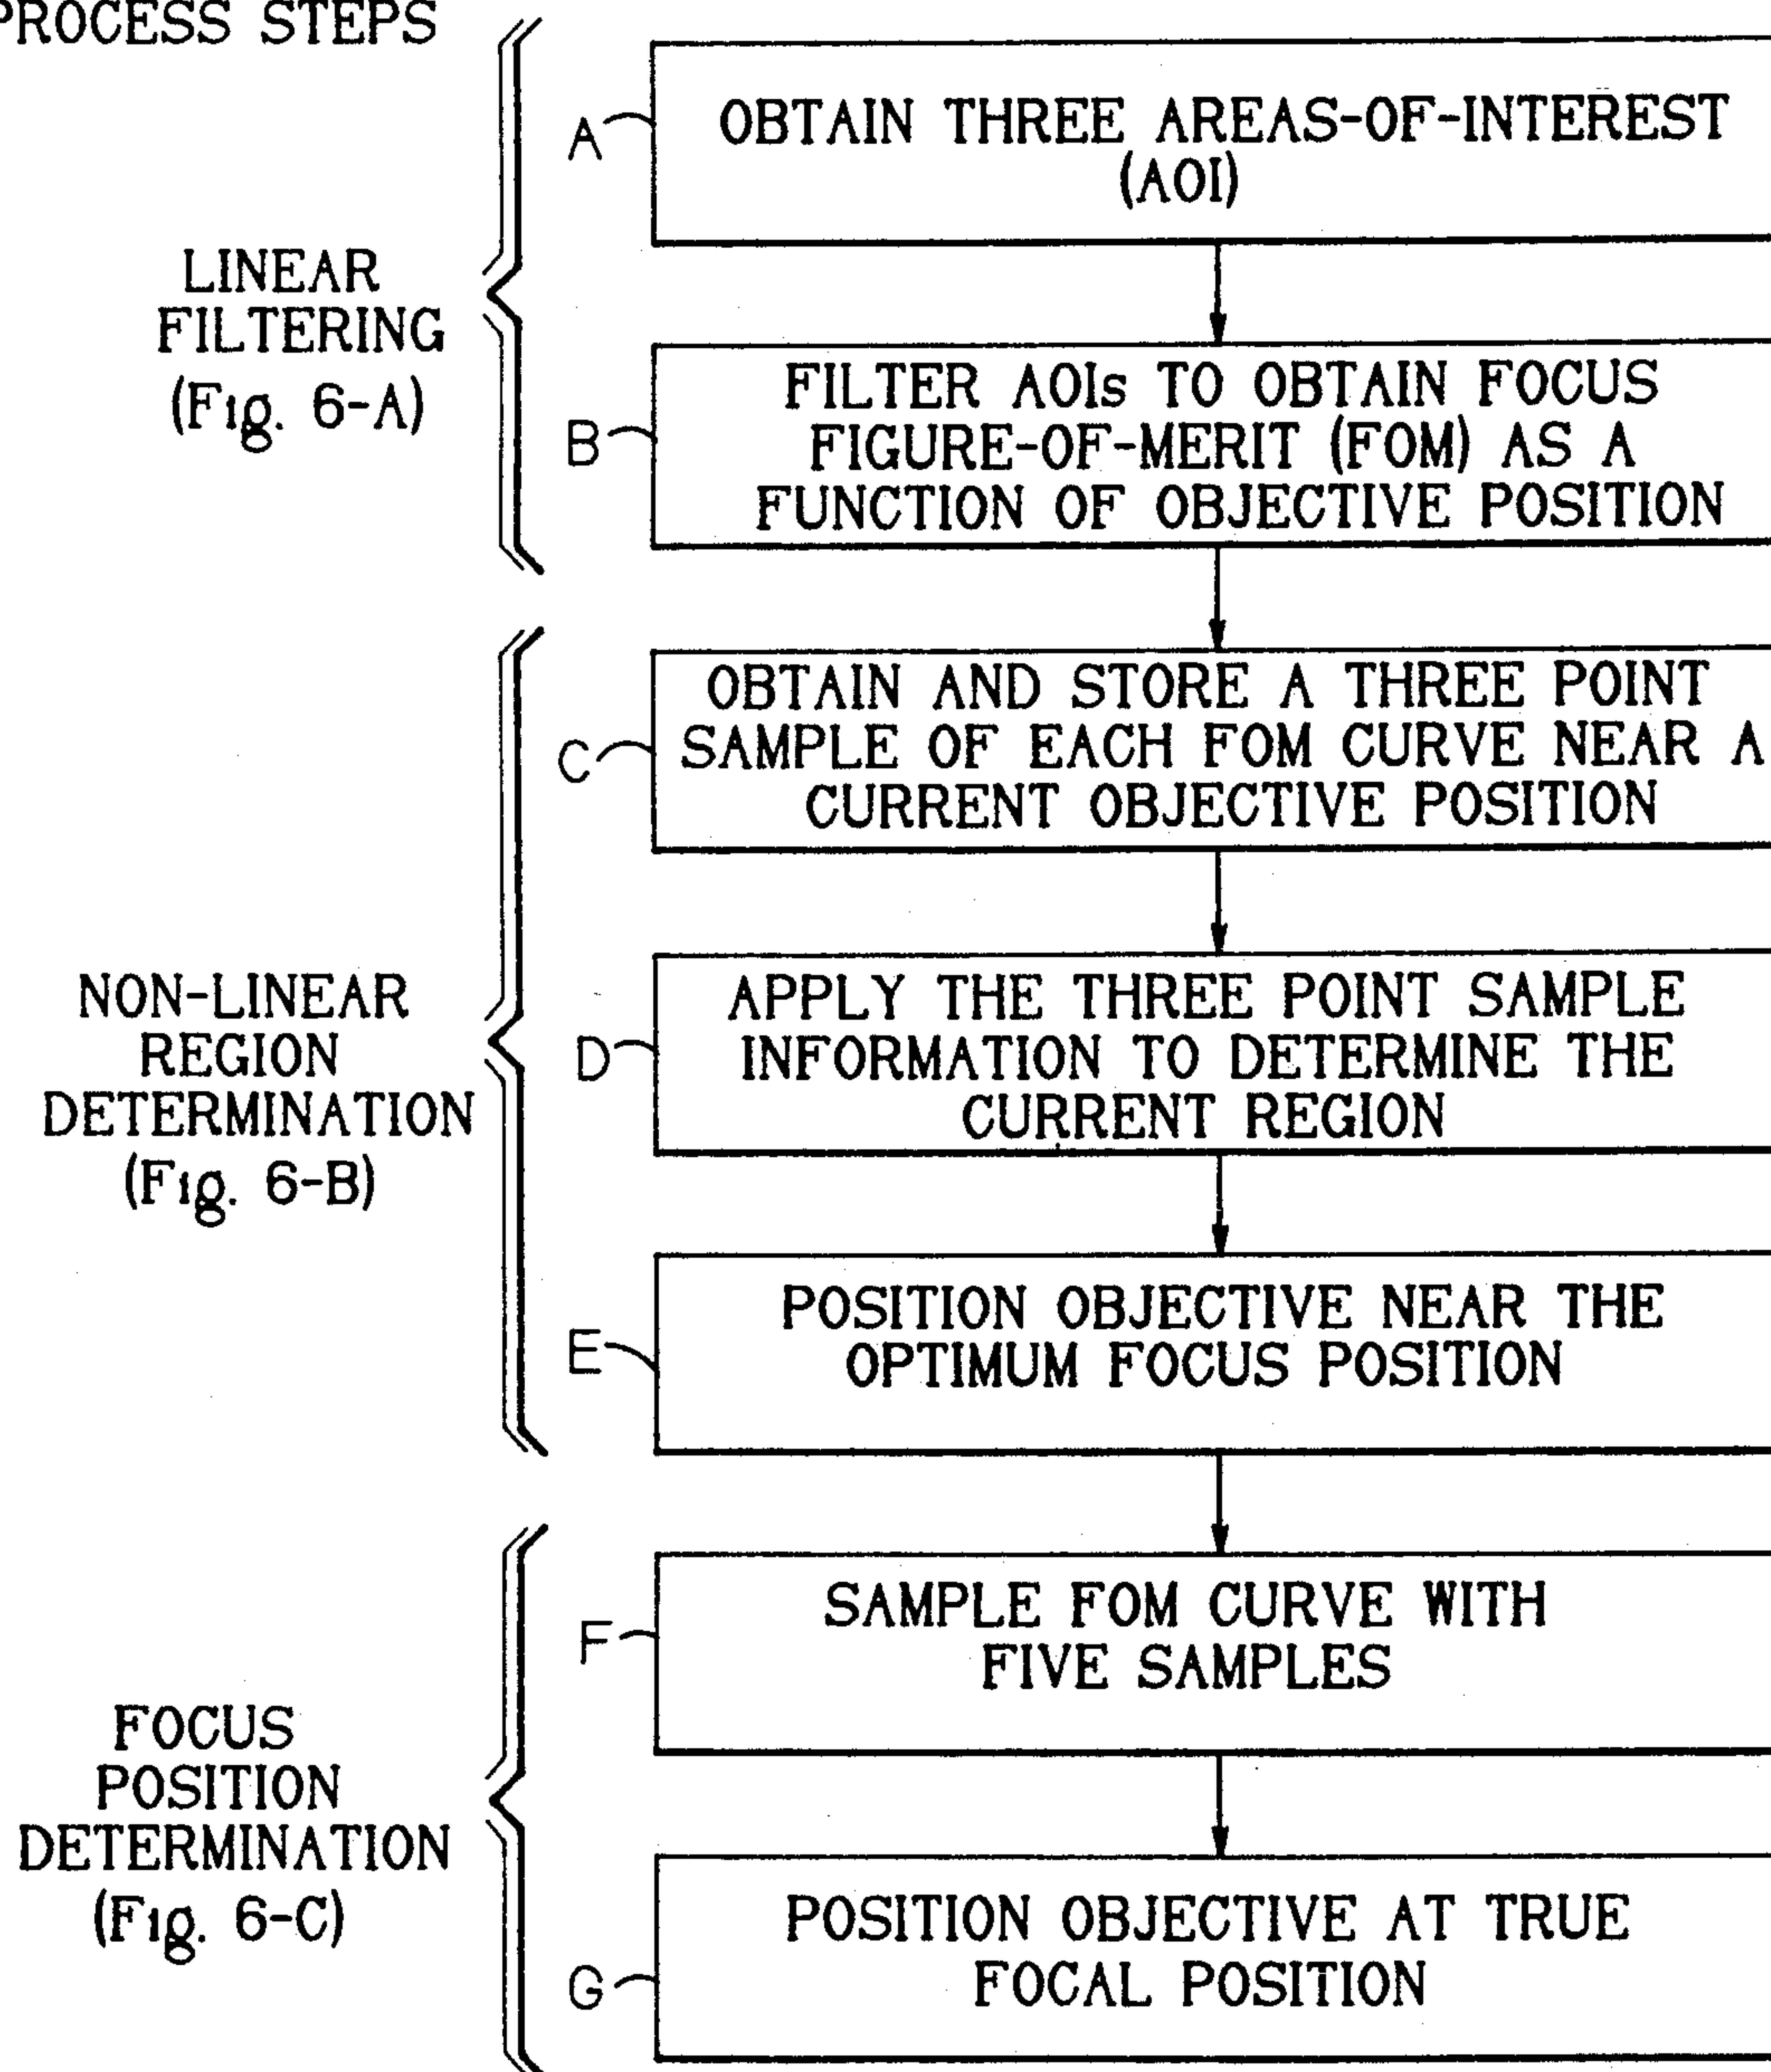 PROCESS STEPS
LINEAR
FILTERING
(Fig. 6-A)
A
OBTAIN THREE AREAS-OF-INTEREST
(AOI)
B
FILTER AOIs TO OBTAIN FOCUS
FIGURE-OF-MERIT (FOM) AS A
FUNCTION OF OBJECTIVE POSITION
NON-LINEAR
REGION
DETERMINATION
(Fig. 6-B)
C
OBTAIN AND STORE A THREE POINT
SAMPLE OF EACH FOM CURVE NEAR A
CURRENT OBJECTIVE POSITION
D
APPLY THE THREE POINT SAMPLE
INFORMATION TO DETERMINE THE
CURRENT REGION
E
POSITION OBJECTIVE NEAR THE
OPTIMUM FOCUS POSITION
FOCUS
POSITION
DETERMINATION
(Fig. 6-C)
F
SAMPLE FOM CURVE WITH
FIVE SAMPLES
G
POSITION OBJECTIVE AT TRUE
FOCAL POSITION